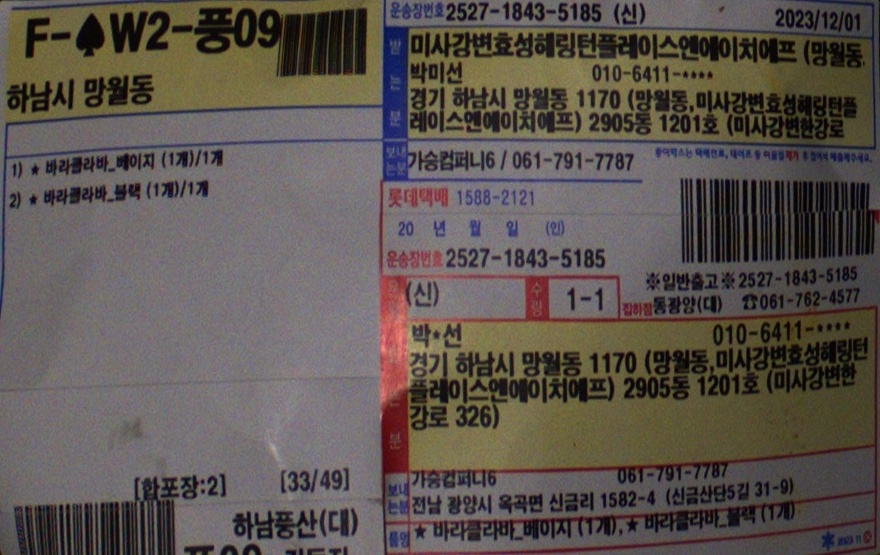 F-♠W2-풍09
하남시 망월동
1) ★ 바라클라바_베이지 (1개)/1개
2) ★ 바라클라바_블랙 (1개)/1개
[합포장:2] [33/49]
하남풍산(대)
운송장번호 2527-1843-5185 (신) 2023/12/01
받는분
미사강변효성헤링턴플레이스엔에이치에프 (망월동,
박미선 010-6411-****
경기 하남시 망월동 1170 (망월동,미사강변효성헤링턴플
레이스엔에이치에프) 2905동 1201호 (미사강변한강로
보내는분 가승컴퍼니6 / 061-791-7787
롯데택배 1588-2121
20 년 월 일 (인)
운송장번호 2527-1843-5185
※일반출고※ 2527-1843-5185
(신) 수량 1-1 집하점 동광양(대) ☎061-762-4577
박*선 010-6411-****
경기 하남시 망월동 1170 (망월동,미사강변효성헤링턴
플레이스엔에이치에프) 2905동 1201호 (미사강변한
강로 326)
보내는분 가승컴퍼니6 061-791-7787
전남 광양시 옥곡면 신금리 1582-4 (신금산단5길 31-9)
품명 ★ 바라클라바_베이지 (1개),★ 바라클라바_블랙 (1개)